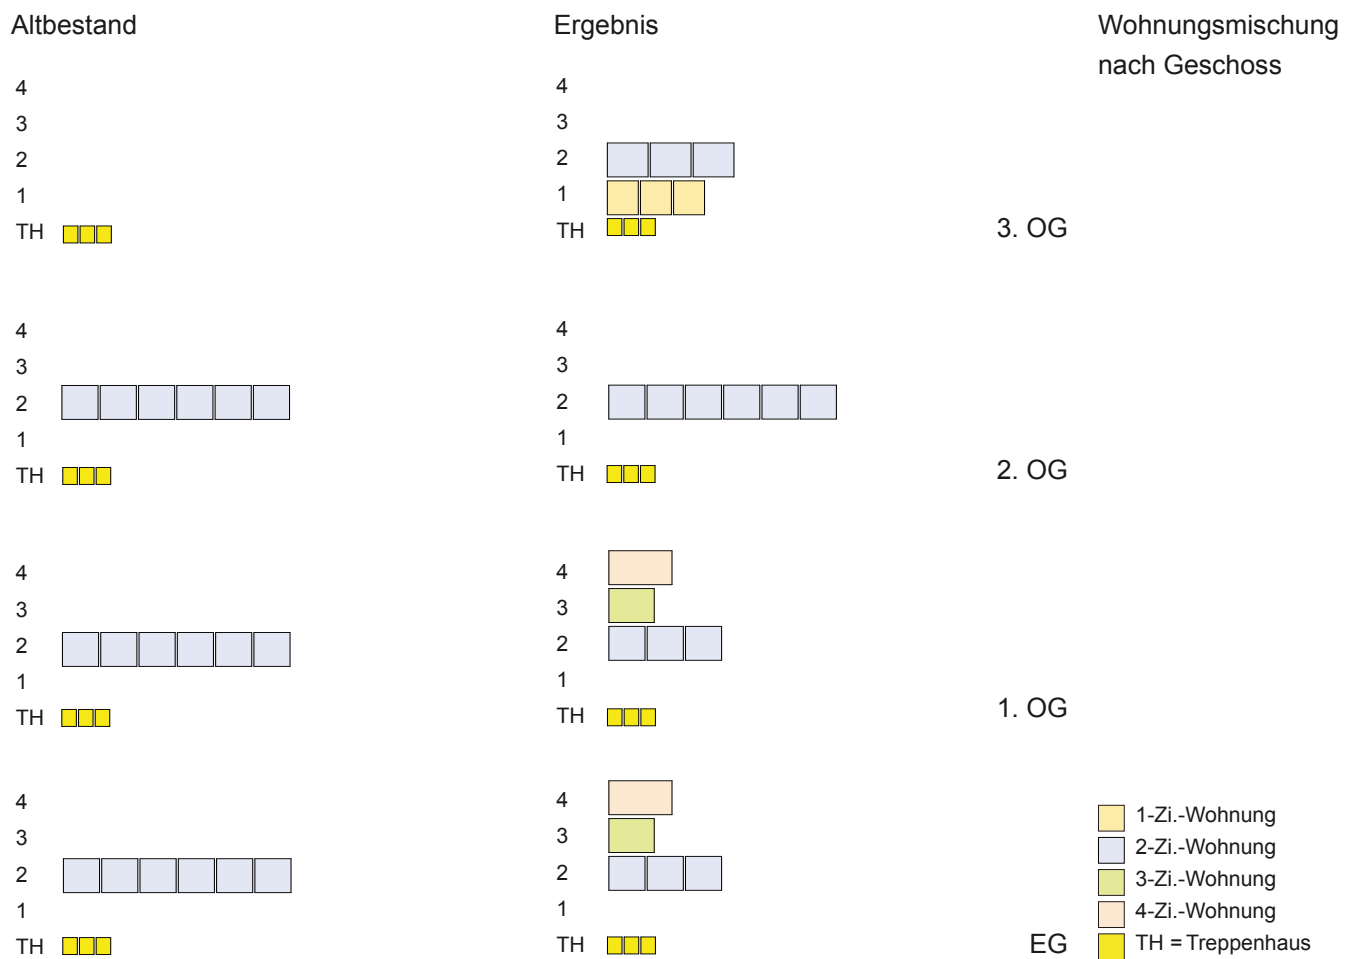 Altbestand
Ergebnis
Wohnungsmischung
nach Geschoss
4
3
2
1
TH
4
3
2
1
TH
3. OG
4
3
2
1
TH
4
3
2
1
TH
2. OG
4
3
2
1
TH
4
3
2
1
TH
1. OG
4
3
2
1
TH
4
3
2
1
TH
EG
1-Zi.-Wohnung
2-Zi.-Wohnung
3-Zi.-Wohnung
4-Zi.-Wohnung
TH = Treppenhaus